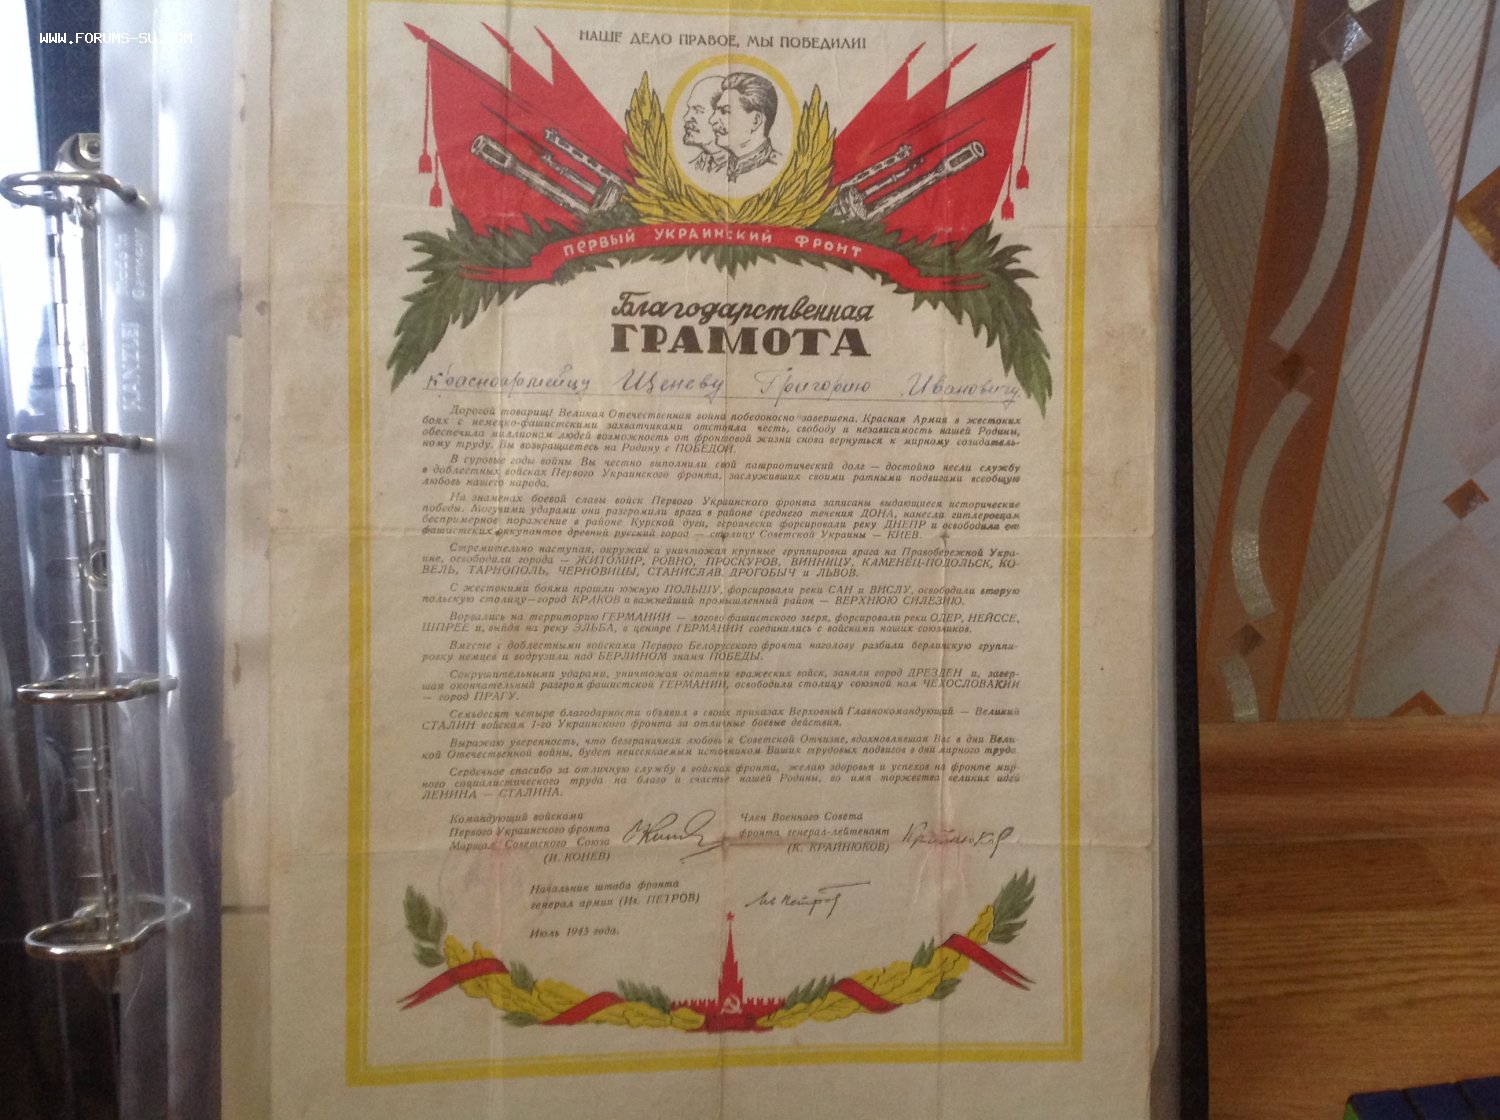 www.FORUMS-SU.COM
НАШЕ ДЕЛО ПРАВОЕ, МЫ ПОБЕДИЛИ!
ПЕРВЫЙ УКРАИНСКИЙ ФРОНТ
Благодарственная
ГРАМОТА
Красноармейцу Щеневу Григорию Ивановичу
Дорогой товарищ! Великая Отечественная война победоносно завершена. Красная Армия в жестоких
боях с немецко-фашистскими захватчиками отстояла честь, свободу и независимость нашей Родины,
обеспечила миллионам людей возможность от фронтовой жизни снова вернуться к мирному созидатель-
ному труду. Вы возвращаетесь на Родину с ПОБЕДОЙ.
В суровые годы войны Вы честно выполнили свой патриотический долг — достойно несли службу
в доблестных войсках Первого Украинского фронта, заслуживших своими ратными подвигами всеобщую
любовь нашего народа.
На знаменах боевой славы войск Первого Украинского фронта записаны выдающиеся исторические
победы. Могучими ударами они разгромили врага в районе среднего течения ДОНА, нанесли гитлеровцам
беспримерное поражение в районе Курской дуги, героически форсировали реку ДНЕПР и освободили от
фашистских оккупантов древний русский город — столицу Советской Украины — КИЕВ.
Стремительно наступая, окружая и уничтожая крупные группировки врага на Правобережной Укра-
ине, освободили города — ЖИТОМИР, РОВНО, ПРОСКУРОВ, ВИННИЦУ, КАМЕНЕЦ-ПОДОЛЬСК, КО-
ВЕЛЬ, ТАРНОПОЛЬ, ЧЕРНОВИЦЫ, СТАНИСЛАВ, ДРОГОБЫЧ и ЛЬВОВ.
С жестокими боями прошли южную ПОЛЬШУ, форсировали реки САН и ВИСЛУ, освободили вторую
польскую столицу — город КРАКОВ и важнейший промышленный район — ВЕРХНЮЮ СИЛЕЗИЮ.
Ворвались на территорию ГЕРМАНИИ — логово фашистского зверя, форсировали реки ОДЕР, НЕЙССЕ,
ШПРЕЕ и, выйдя на реку ЭЛЬБА, в центре ГЕРМАНИИ соединились с войсками наших союзников.
Вместе с доблестными войсками Первого Белорусского фронта наголову разбили берлинскую группи-
ровку немцев и водрузили над БЕРЛИНОМ знамя ПОБЕДЫ.
Сокрушительными ударами, уничтожая остатки вражеских войск, заняли город ДРЕЗДЕН и, завер-
шая окончательный разгром фашистской ГЕРМАНИИ, освободили столицу союзной нам ЧЕХОСЛОВАКИИ
— город ПРАГУ.
Семьдесят четыре благодарности объявил в своих приказах Верховный Главнокомандующий — Великий
СТАЛИН войскам 1-го Украинского фронта за отличные боевые действия.
Выражаю уверенность, что безграничная любовь к Советской Отчизне, вдохновлявшая Вас в дни Вели-
кой Отечественной войны, будет неиссякаемым источником Ваших трудовых подвигов в дни мирного труда.
Сердечное спасибо за отличную службу в войсках фронта, желаю здоровья и успехов на фронте мир-
ного социалистического труда на благо и счастье нашей Родины, во имя торжества великих идей
ЛЕНИНА — СТАЛИНА.
Командующий войсками
Первого Украинского фронта
Маршал Советского Союза
(И. КОНЕВ)
Член Военного Совета
фронта генерал-лейтенант
(К. КРАЙНЮКОВ)
Крайнюков
Начальник штаба фронта
генерал армии (Ив. ПЕТРОВ)
Ив Петров
Июль 1945 года.